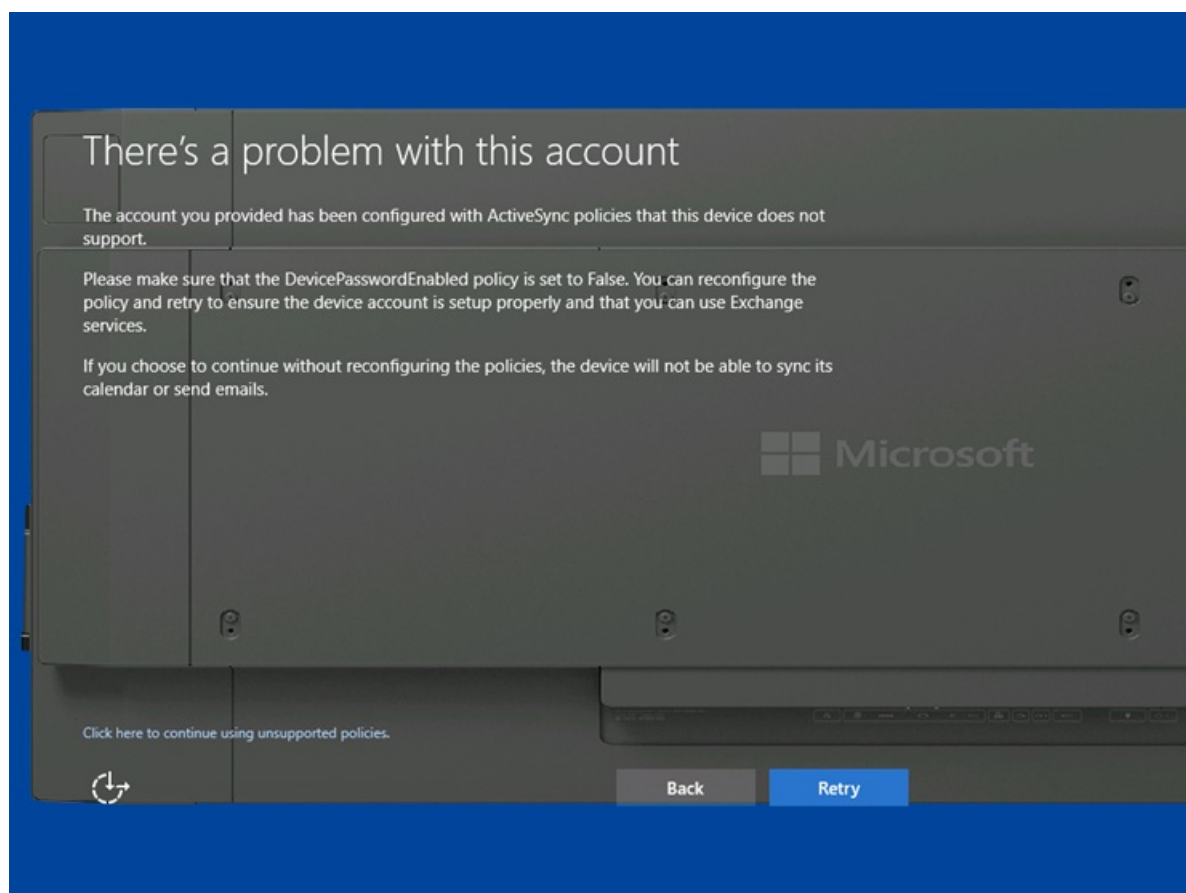 There's a problem with this account
The account you provided has been configured with ActiveSync policies that this device does not
support.
Please make sure that the DevicePasswordEnabled policy is set to False. You can reconfigure the
policy and retry to ensure the device account is setup properly and that you can use Exchange
services.
If you choose to continue without reconfiguring the policies, the device will not be able to sync its
calendar or send emails.
Microsoft
Click here to continue using unsupported policies.
Back
Retry